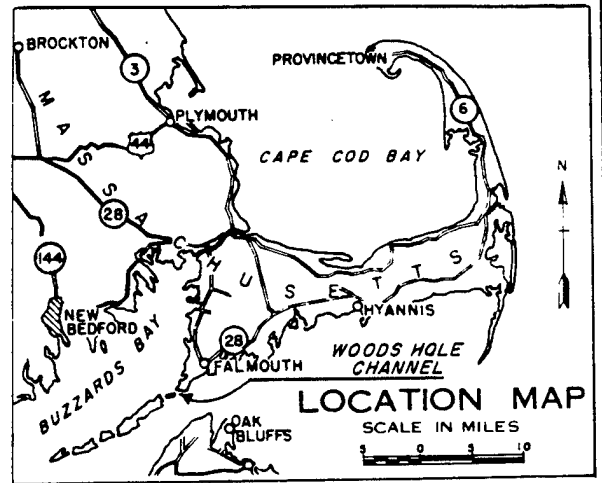 BROCKTON
PROVINCETOWN
3
6
PLYMOUTH
44
CAPE COD BAY
N
28
MASSACHUSETTS
144
NEW
BEDFORD
HYANNIS
28
BUZZARDS BAY
WOODS HOLE
CHANNEL
FALMOUTH
LOCATION MAP
OAK
BLUFFS
SCALE IN MILES
5 0 5 10